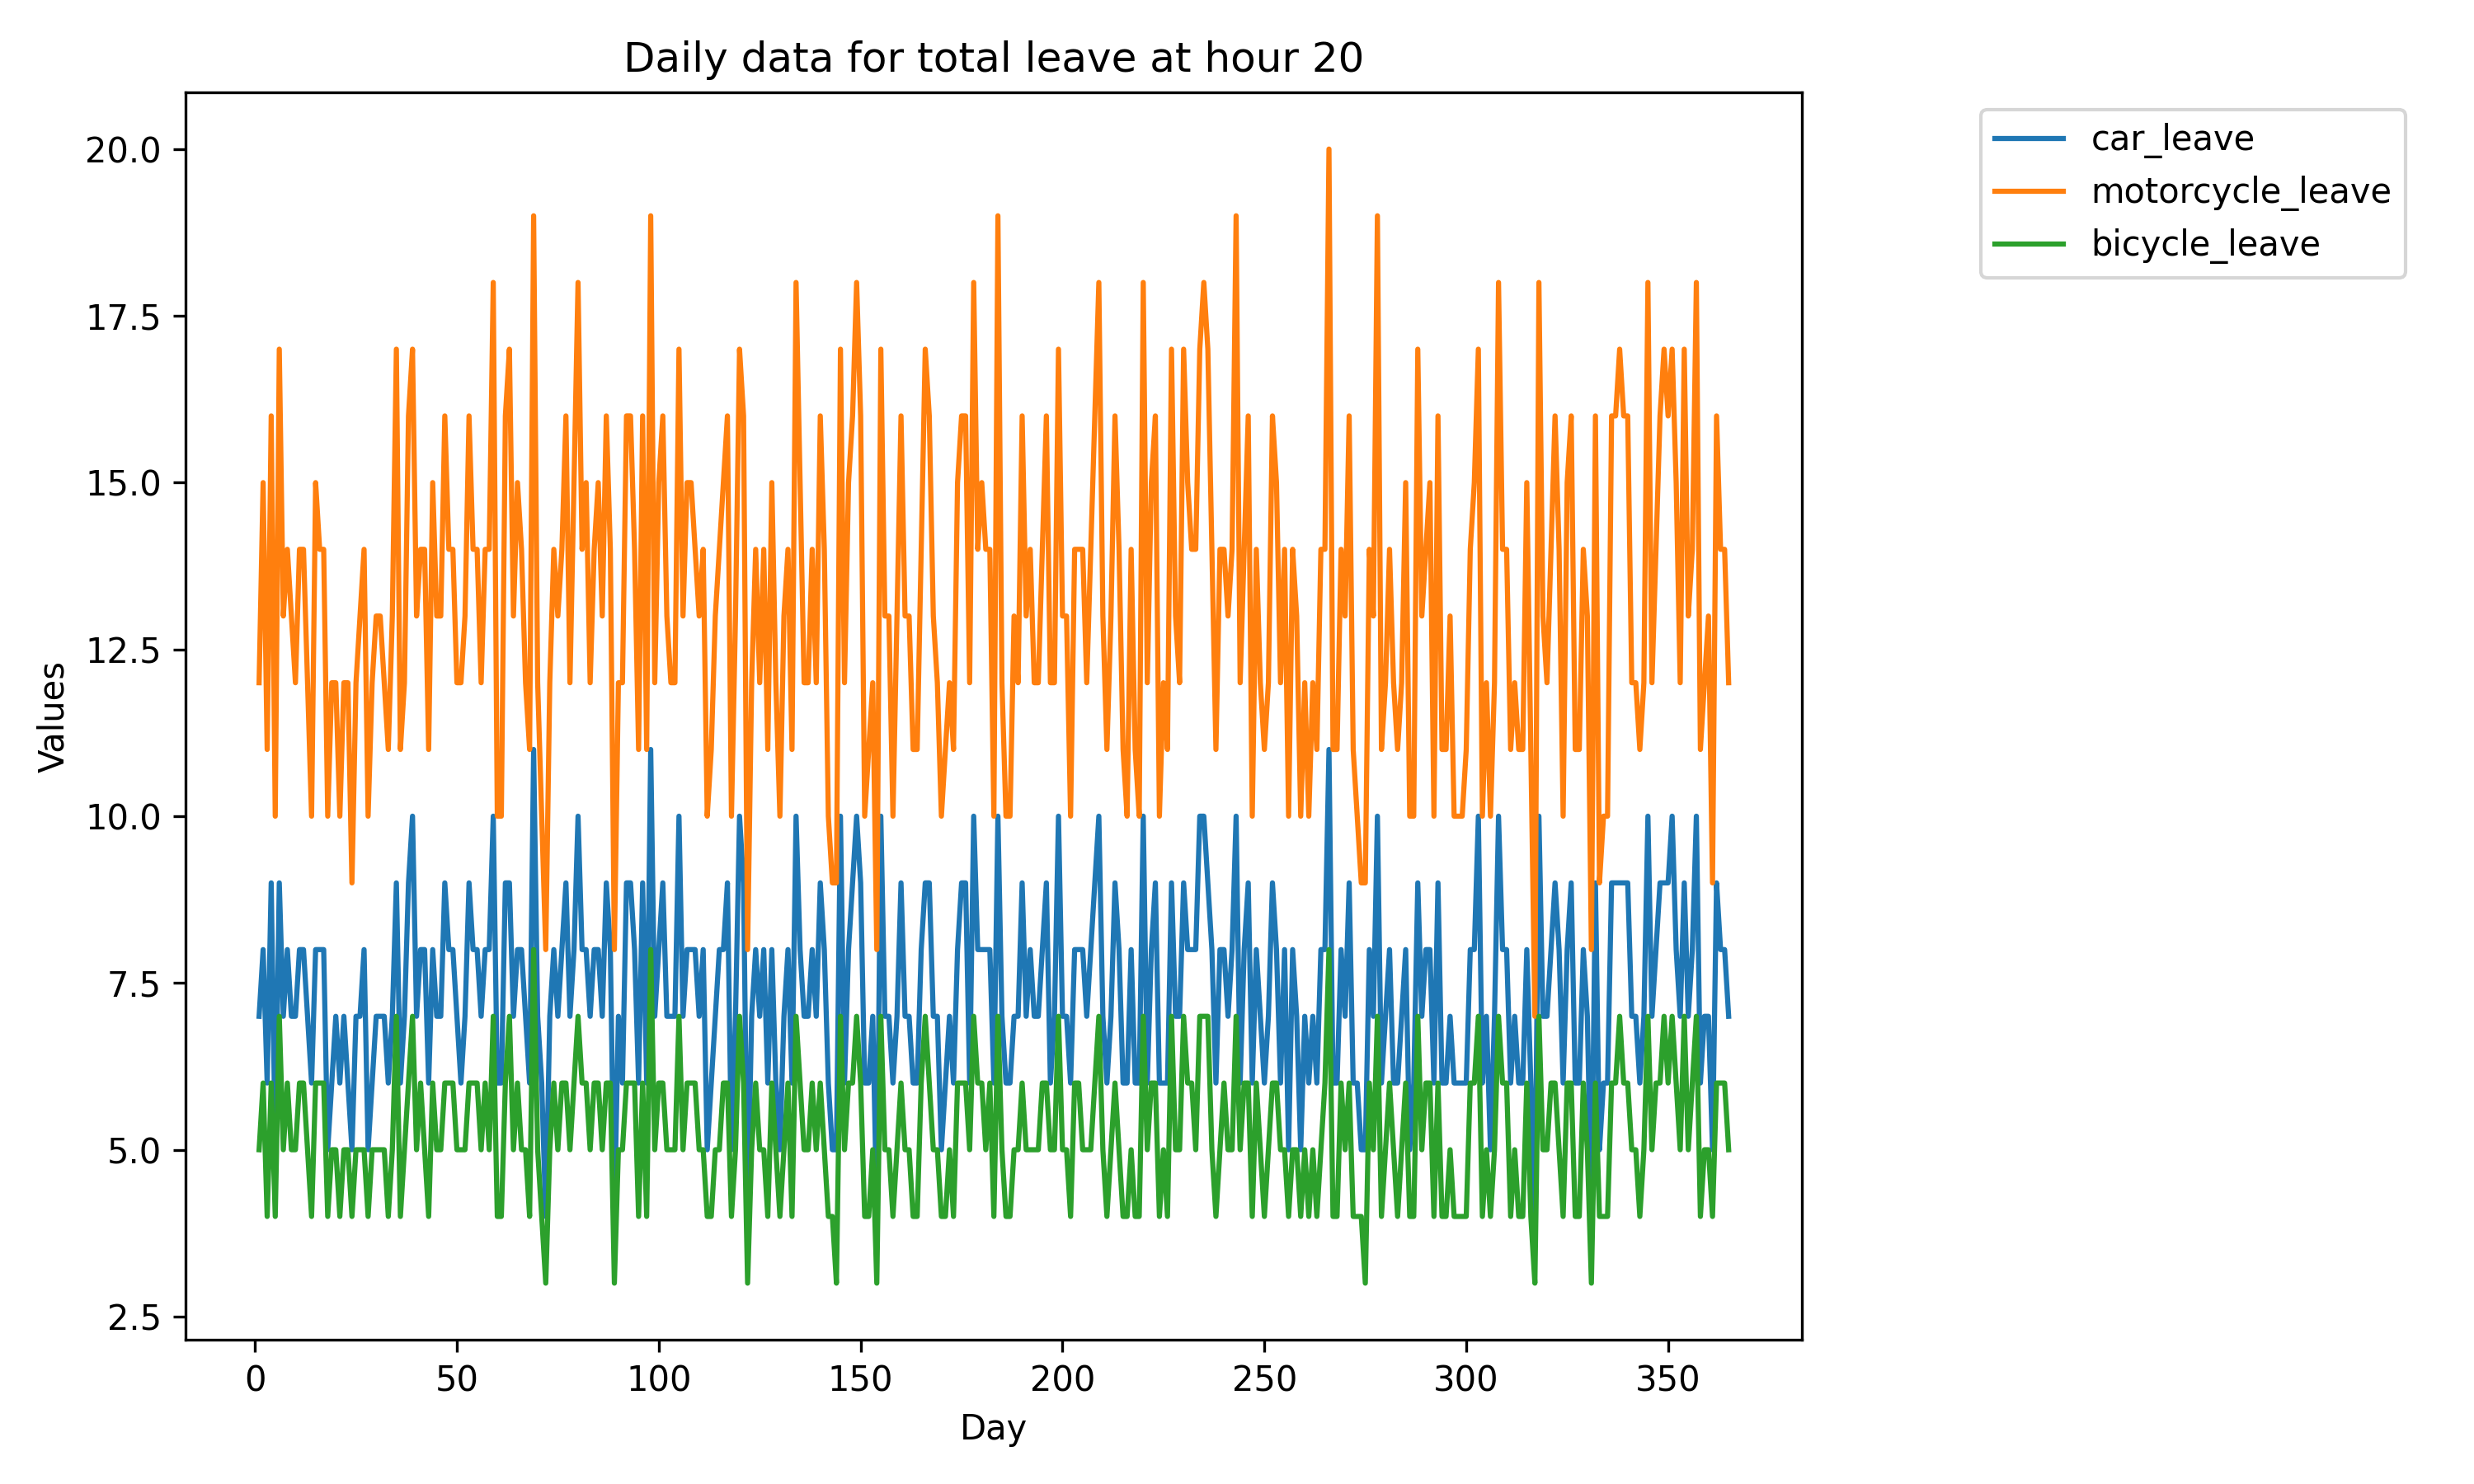 Daily data for total leave at hour 20
car_leave
motorcycle_leave
bicycle_leave
Values
20.0
17.5
15.0
12.5
10.0
7.5
5.0
2.5
0 50 100 150 200 250 300 350
Day